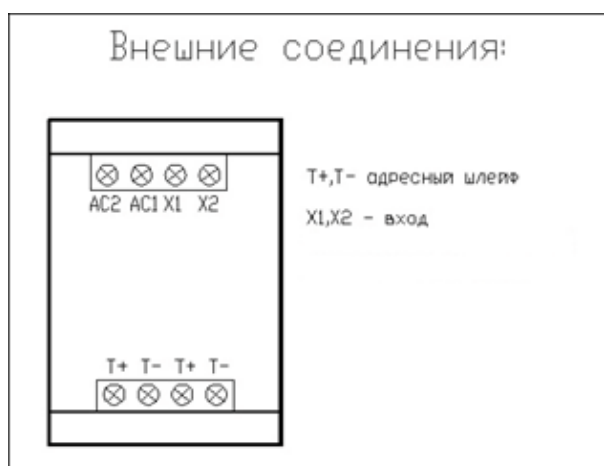 Внешние соединения:
T+,T- адресный шлейф
AC2 AC1 X1 X2
X1,X2 - вход
T+ T- T+ T-